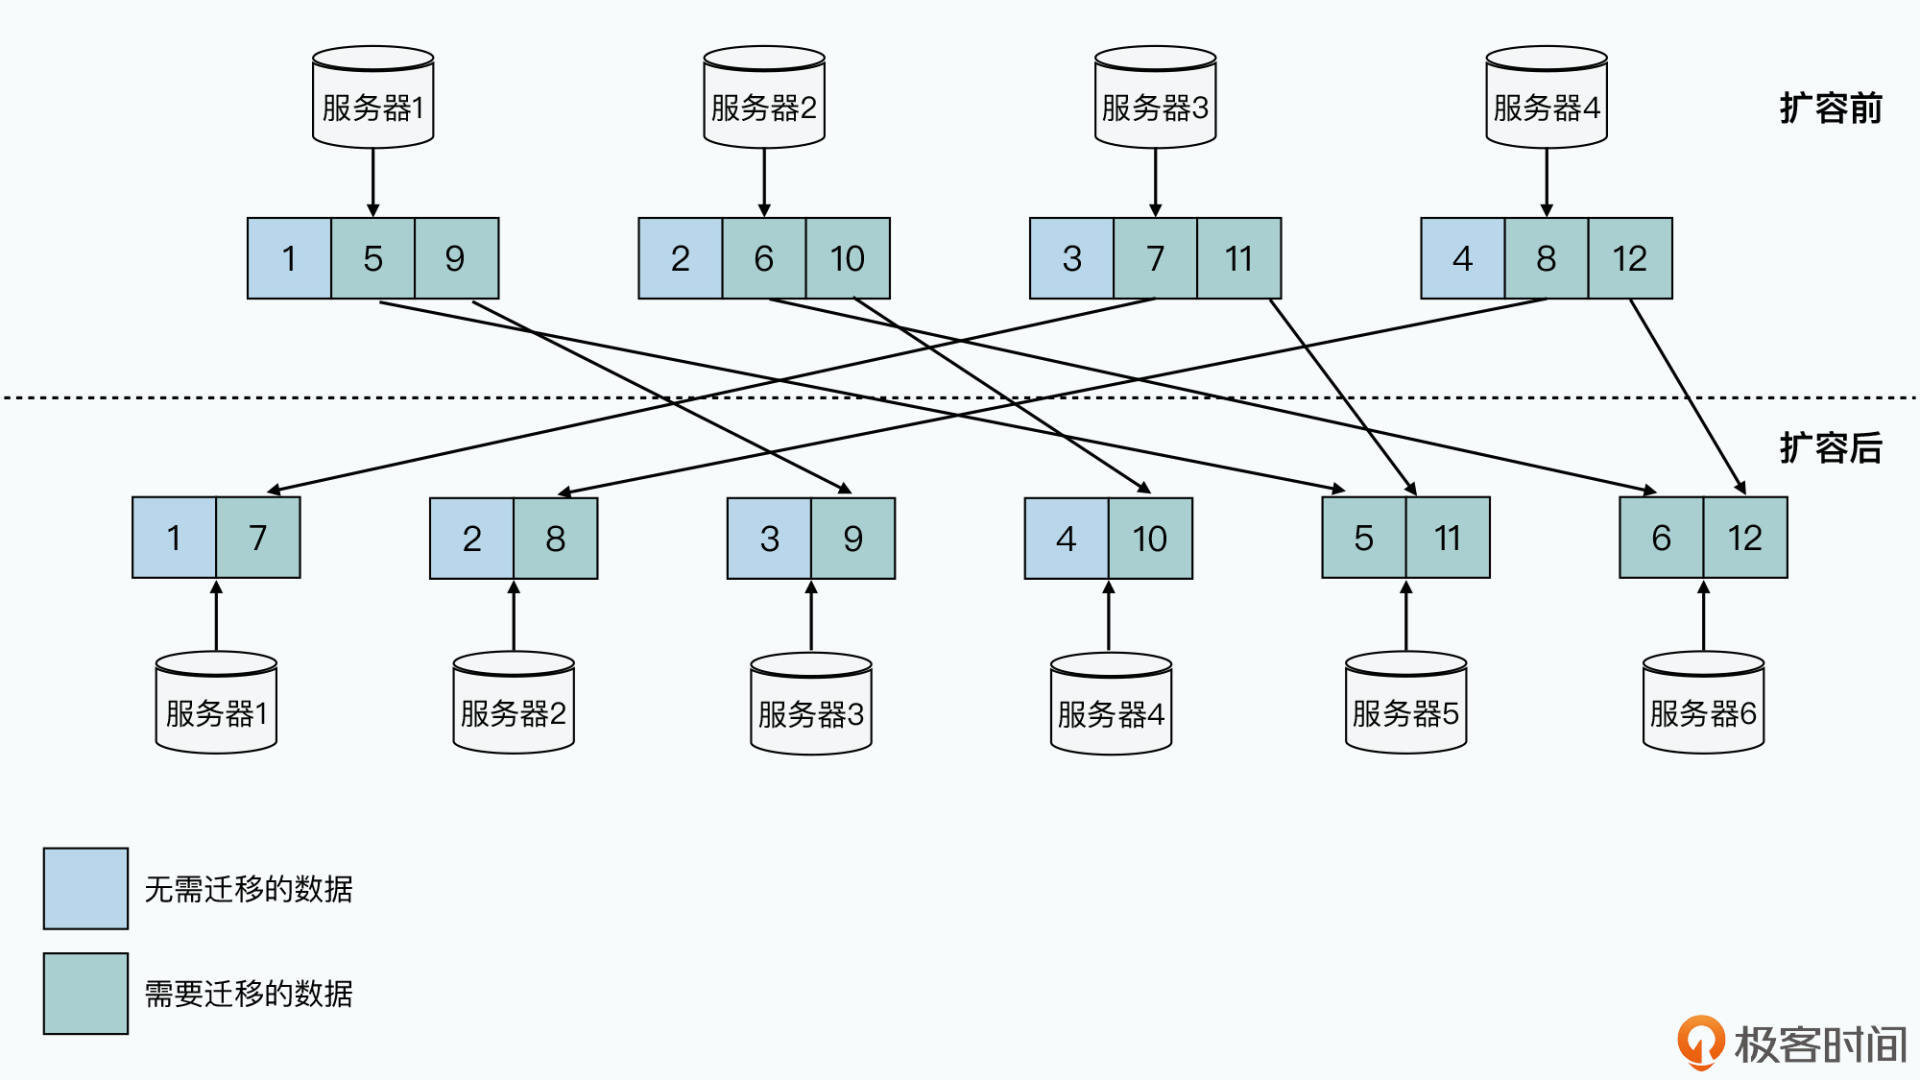 服务器1 服务器2 服务器3 服务器4
扩容前
1 5 9 2 6 10 3 7 11 4 8 12
扩容后
1 7 2 8 3 9 4 10 5 11 6 12
服务器1 服务器2 服务器3 服务器4 服务器5 服务器6
无需迁移的数据
需要迁移的数据
极客时间